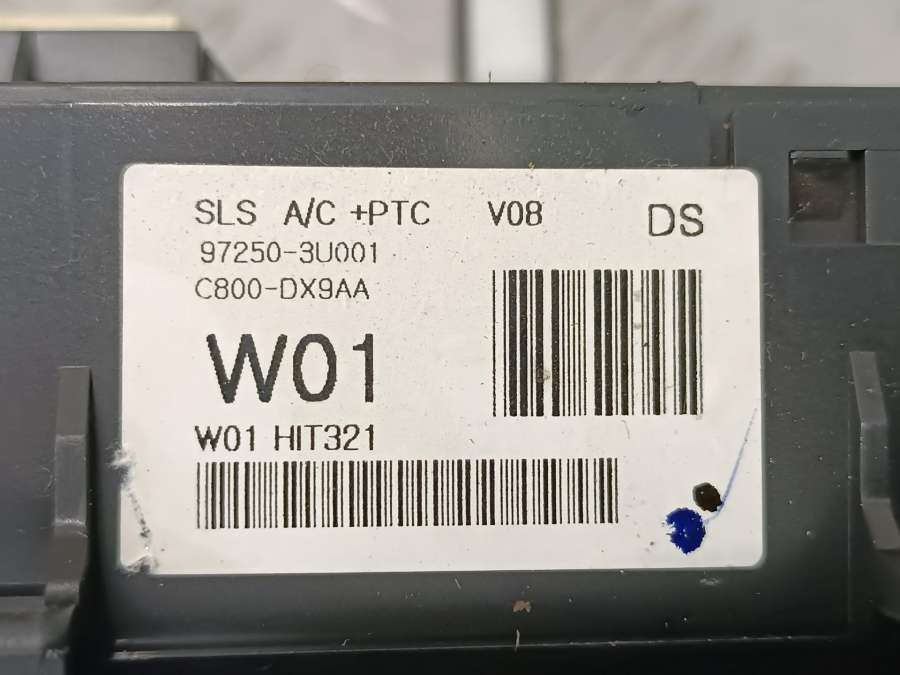 SLS A/C +PTC V08 DS
97250-3U001
C800-DX9AA
W01
W01 HIT321